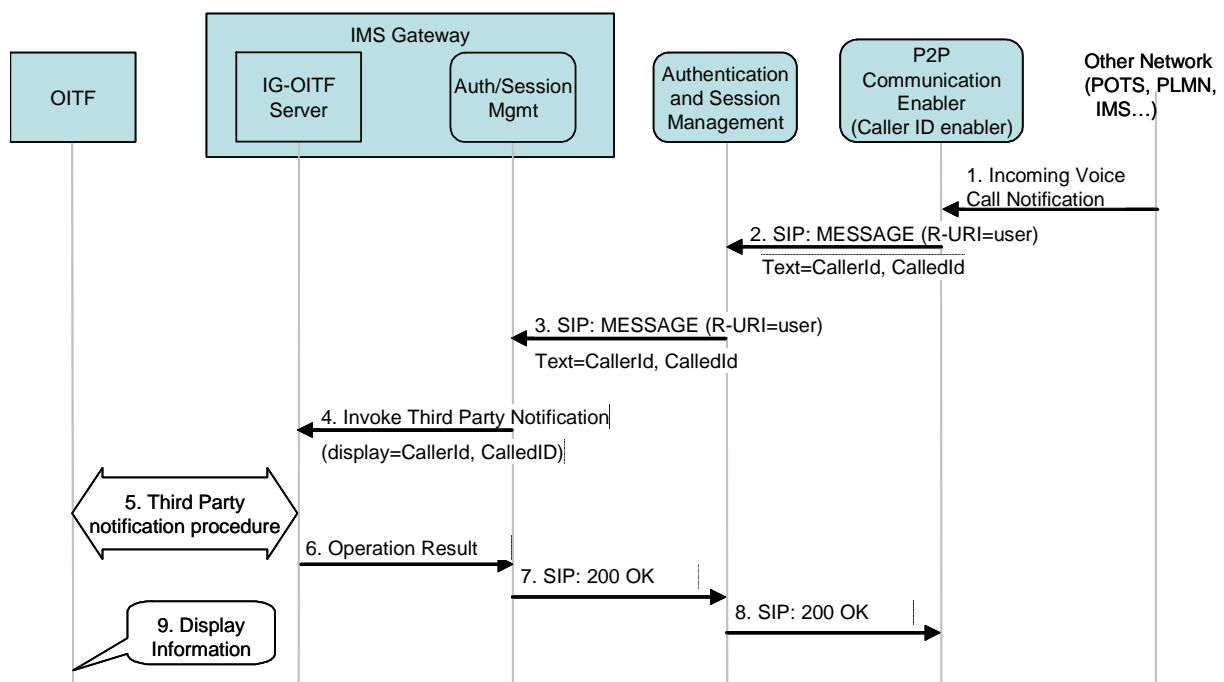 IMS Gateway
OITF
IG-OITF
Server
Auth/Session
Mgmt
Authentication
and Session
Management
P2P
Communication
Enabler
(Caller ID enabler)
Other Network
(POTS, PLMN,
IMS…)
1. Incoming Voice
Call Notification
2. SIP: MESSAGE (R-URI=user)
Text=CallerId, CalledId
3. SIP: MESSAGE (R-URI=user)
Text=CallerId, CalledId
4. Invoke Third Party Notification
(display=CallerId, CalledID)
5. Third Party
notification procedure
6. Operation Result
7. SIP: 200 OK
8. SIP: 200 OK
9. Display
Information